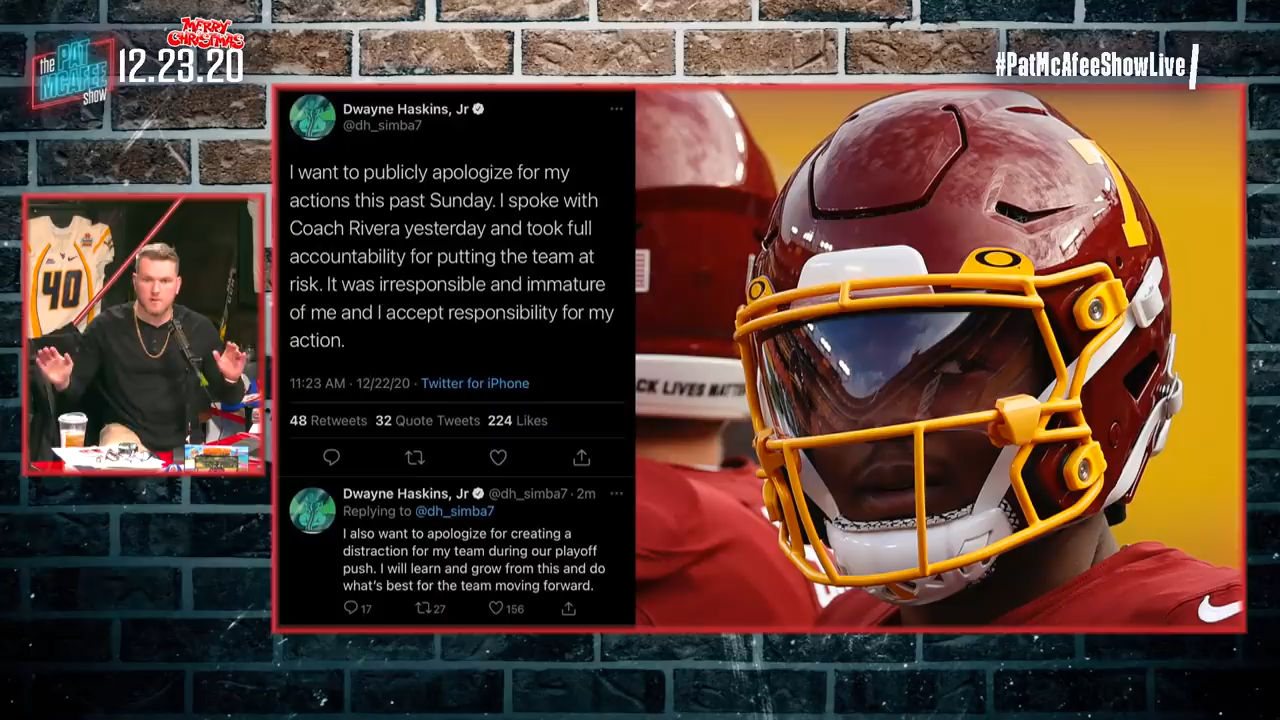 MERRY
CHRISTMAS
the
PAT
MCAFEE
show
12.23.20
#PatMcAfeeShowLive
40
Dwayne Haskins, Jr
@dh_simba7
I want to publicly apologize for my
actions this past Sunday. I spoke with
Coach Rivera yesterday and took full
accountability for putting the team at
risk. It was irresponsible and immature
of me and I accept responsibility for my
action.
11:23 AM · 12/22/20 · Twitter for iPhone
48 Retweets 32 Quote Tweets 224 Likes
Dwayne Haskins, Jr @dh_simba7 · 2m
Replying to @dh_simba7
I also want to apologize for creating a
distraction for my team during our playoff
push. I will learn and grow from this and do
what's best for the team moving forward.
17 27 156
CK LIVES MATT